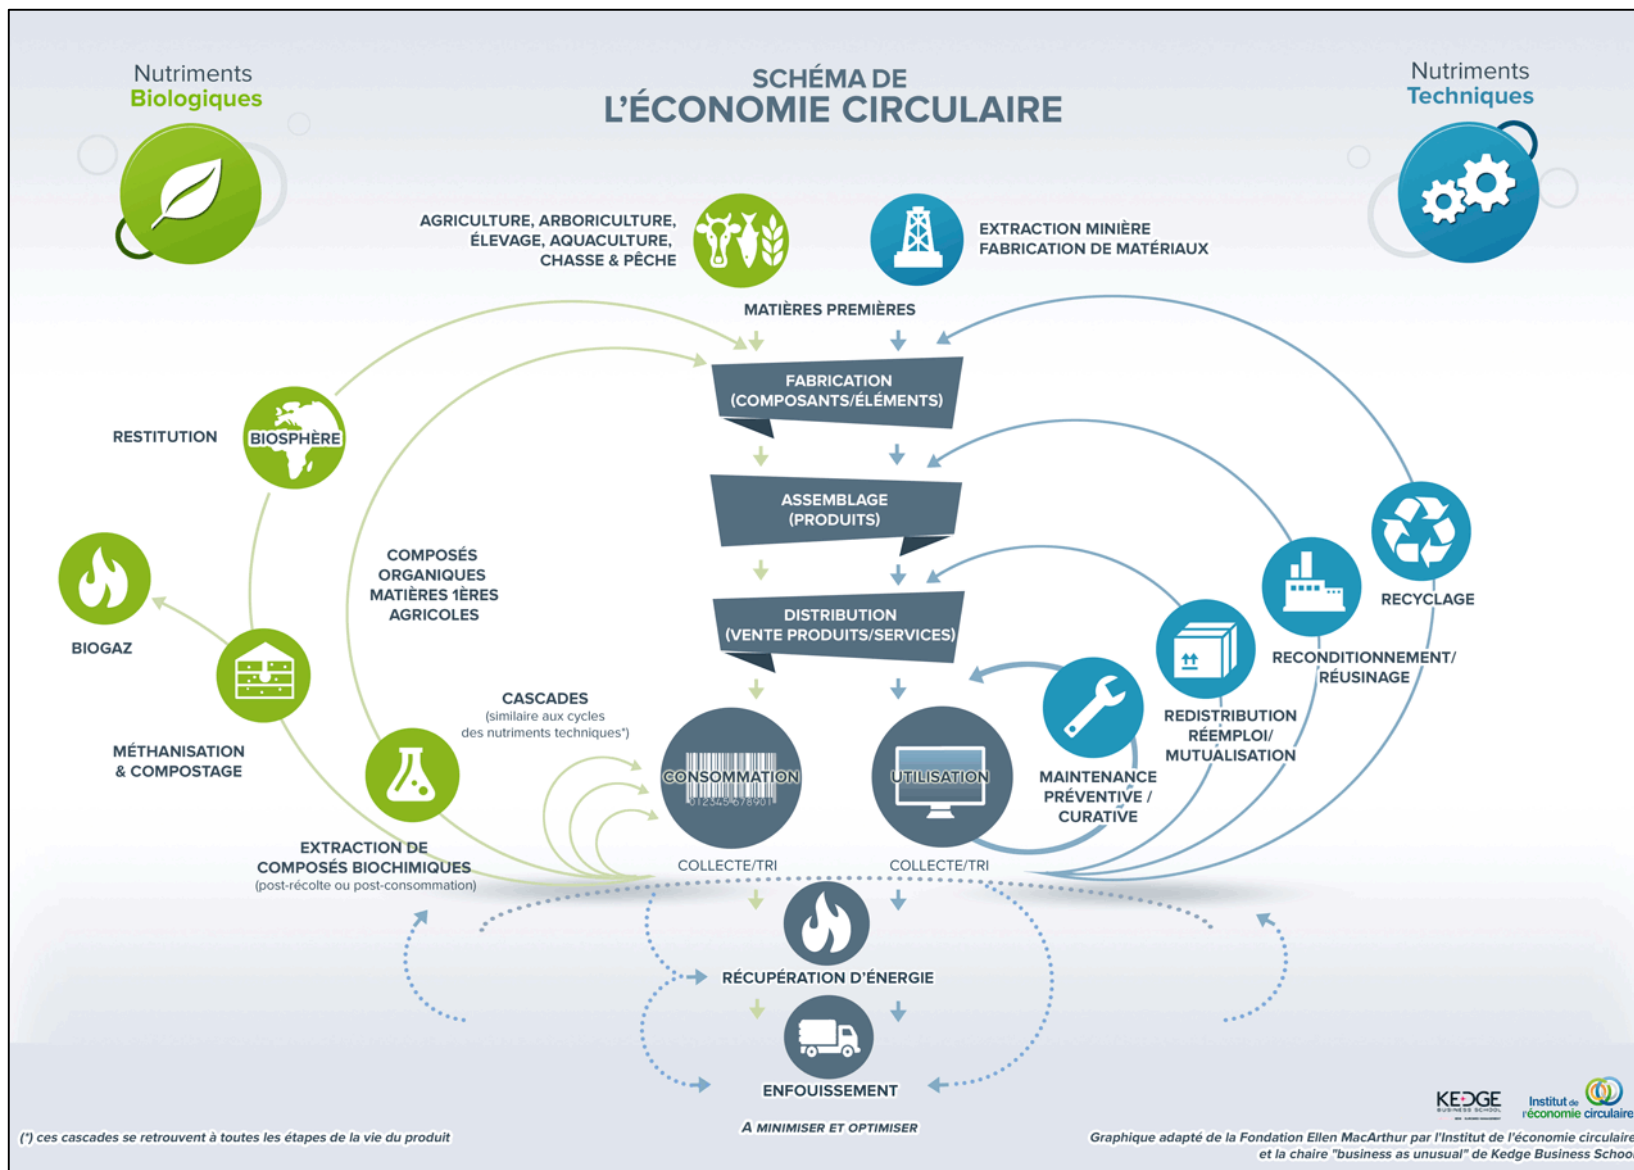 Nutriments
Biologiques
SCHÉMA DE
L'ÉCONOMIE CIRCULAIRE
Nutriments
Techniques
AGRICULTURE, ARBORICULTURE,
ÉLEVAGE, AQUACULTURE,
CHASSE & PÊCHE
EXTRACTION MINIÈRE
FABRICATION DE MATÉRIAUX
MATIÈRES PREMIÈRES
FABRICATION
(COMPOSANTS/ÉLÉMENTS)
RESTITUTION
BIOSPHÈRE
ASSEMBLAGE
(PRODUITS)
COMPOSÉS
ORGANIQUES
MATIÈRES 1ÈRES
AGRICOLES
BIOGAZ
RECYCLAGE
DISTRIBUTION
(VENTE PRODUITS/SERVICES)
RECONDITIONNEMENT/
RÉUSINAGE
CASCADES
(similaire aux cycles
des nutriments techniques*)
REDISTRIBUTION
RÉEMPLOI/
MUTUALISATION
MÉTHANISATION
& COMPOSTAGE
CONSOMMATION
012345 678901
UTILISATION
MAINTENANCE
PRÉVENTIVE /
CURATIVE
EXTRACTION DE
COMPOSÉS BIOCHIMIQUES
(post-récolte ou post-consommation)
COLLECTE/TRI
COLLECTE/TRI
RÉCUPÉRATION D'ÉNERGIE
ENFOUISSEMENT
A MINIMISER ET OPTIMISER
KEDGE
BUSINESS SCHOOL
Institut de
l'économie circulaire
(*) ces cascades se retrouvent à toutes les étapes de la vie du produit
Graphique adapté de la Fondation Ellen MacArthur par l'Institut de l'économie circulaire
et la chaire "business as unusual" de Kedge Business School